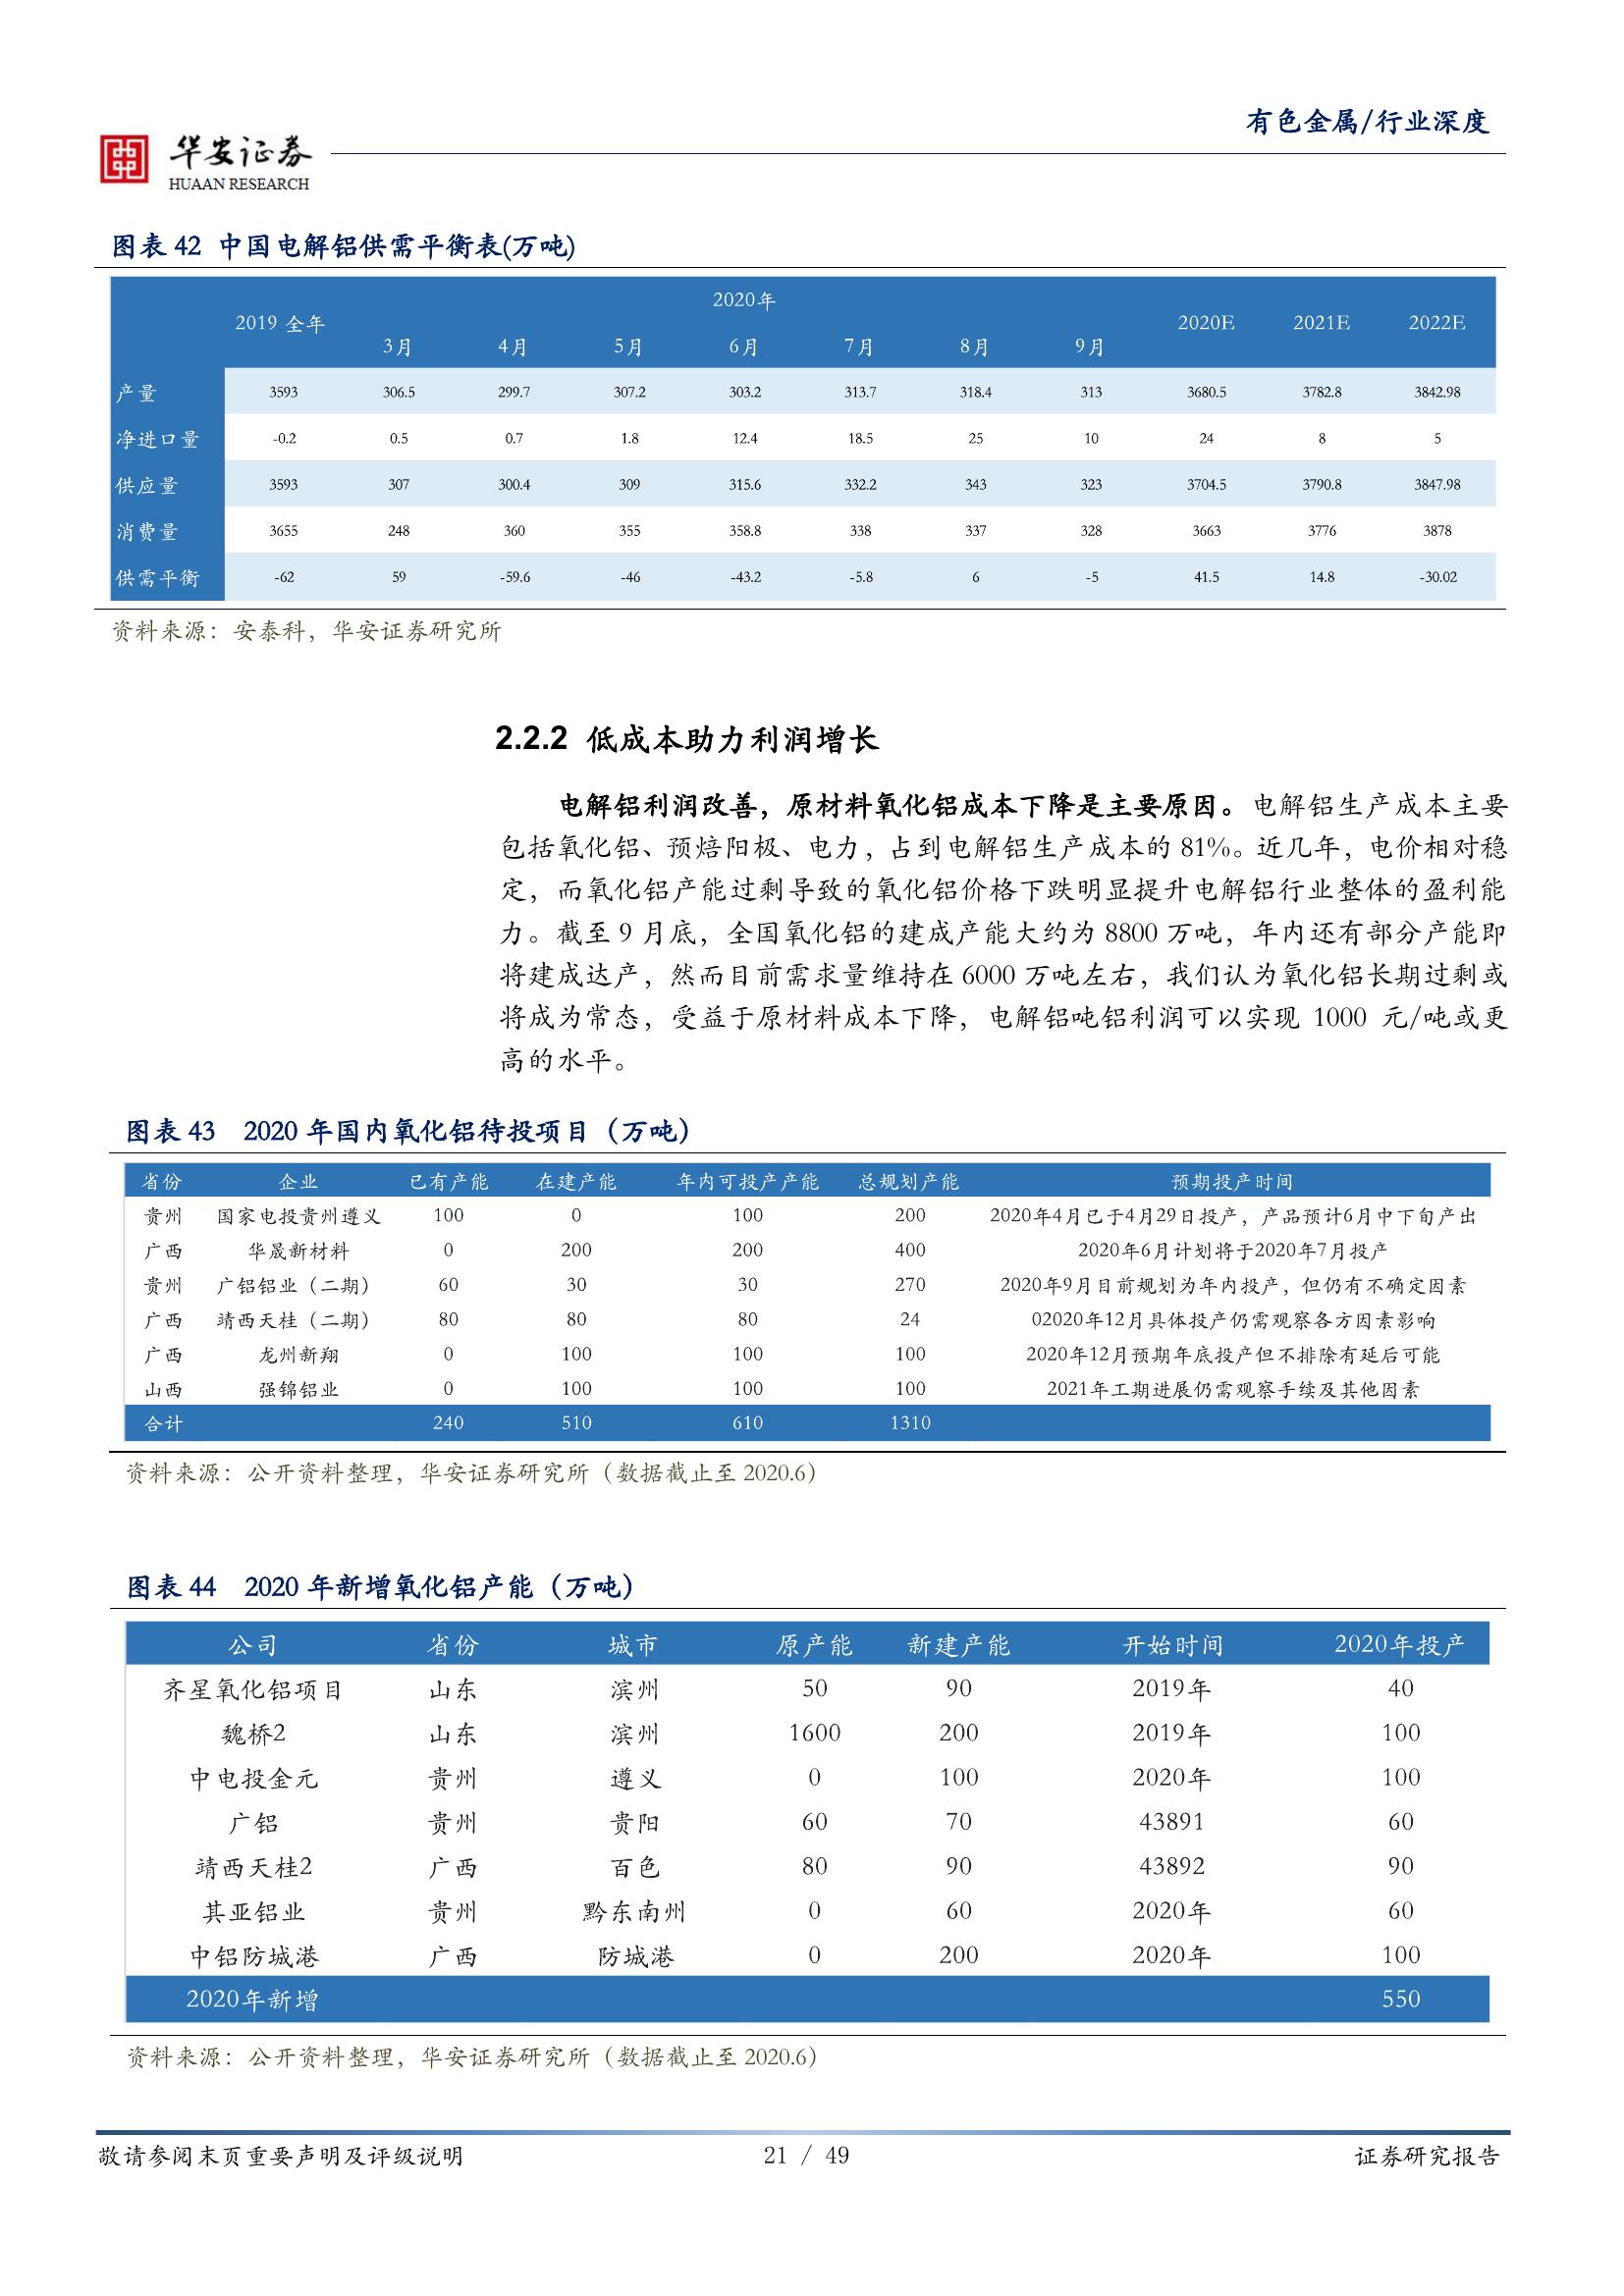 有色金属/行业深度
华安证券
HUAAN RESEARCH
图表 42 中国电解铝供需平衡表(万吨)
2019 全年 2020年 2020E 2021E 2022E
3月 4月 5月 6月 7月 8月 9月
产量 3593 306.5 299.7 307.2 303.2 313.7 318.4 313 3680.5 3782.8 3842.98
净进口量 -0.2 0.5 0.7 1.8 12.4 18.5 25 10 24 8 5
供应量 3593 307 300.4 309 315.6 332.2 343 323 3704.5 3790.8 3847.98
消费量 3655 248 360 355 358.8 338 337 328 3663 3776 3878
供需平衡 -62 59 -59.6 -46 -43.2 -5.8 6 -5 41.5 14.8 -30.02
资料来源：安泰科，华安证券研究所
2.2.2 低成本助力利润增长
电解铝利润改善，原材料氧化铝成本下降是主要原因。电解铝生产成本主要
包括氧化铝、预焙阳极、电力，占到电解铝生产成本的 81%。近几年，电价相对稳
定，而氧化铝产能过剩导致的氧化铝价格下跌明显提升电解铝行业整体的盈利能
力。截至 9 月底，全国氧化铝的建成产能大约为 8800 万吨，年内还有部分产能即
将建成达产，然而目前需求量维持在 6000 万吨左右，我们认为氧化铝长期过剩或
将成为常态，受益于原材料成本下降，电解铝吨铝利润可以实现 1000 元/吨或更
高的水平。
图表 43 2020 年国内氧化铝待投项目（万吨）
省份 企业 已有产能 在建产能 年内可投产产能 总规划产能 预期投产时间
贵州 国家电投贵州遵义 100 0 100 200 2020年4月已于4月29日投产，产品预计6月中下旬产出
广西 华晟新材料 0 200 200 400 2020年6月计划将于2020年7月投产
贵州 广铝铝业（二期） 60 30 30 270 2020年9月目前规划为年内投产，但仍有不确定因素
广西 靖西天桂（二期） 80 80 80 24 02020年12月具体投产仍需观察各方因素影响
广西 龙州新翔 0 100 100 100 2020年12月预期年底投产但不排除有延后可能
山西 强锦铝业 0 100 100 100 2021年工期进展仍需观察手续及其他因素
合计 240 510 610 1310
资料来源：公开资料整理，华安证券研究所（数据截止至 2020.6）
图表 44 2020 年新增氧化铝产能（万吨）
公司 省份 城市 原产能 新建产能 开始时间 2020年投产
齐星氧化铝项目 山东 滨州 50 90 2019年 40
魏桥2 山东 滨州 1600 200 2019年 100
中电投金元 贵州 遵义 0 100 2020年 100
广铝 贵州 贵阳 60 70 43891 60
靖西天桂2 广西 百色 80 90 43892 90
其亚铝业 贵州 黔东南州 0 60 2020年 60
中铝防城港 广西 防城港 0 200 2020年 100
2020年新增 550
资料来源：公开资料整理，华安证券研究所（数据截止至 2020.6）
敬请参阅末页重要声明及评级说明 21 / 49 证券研究报告